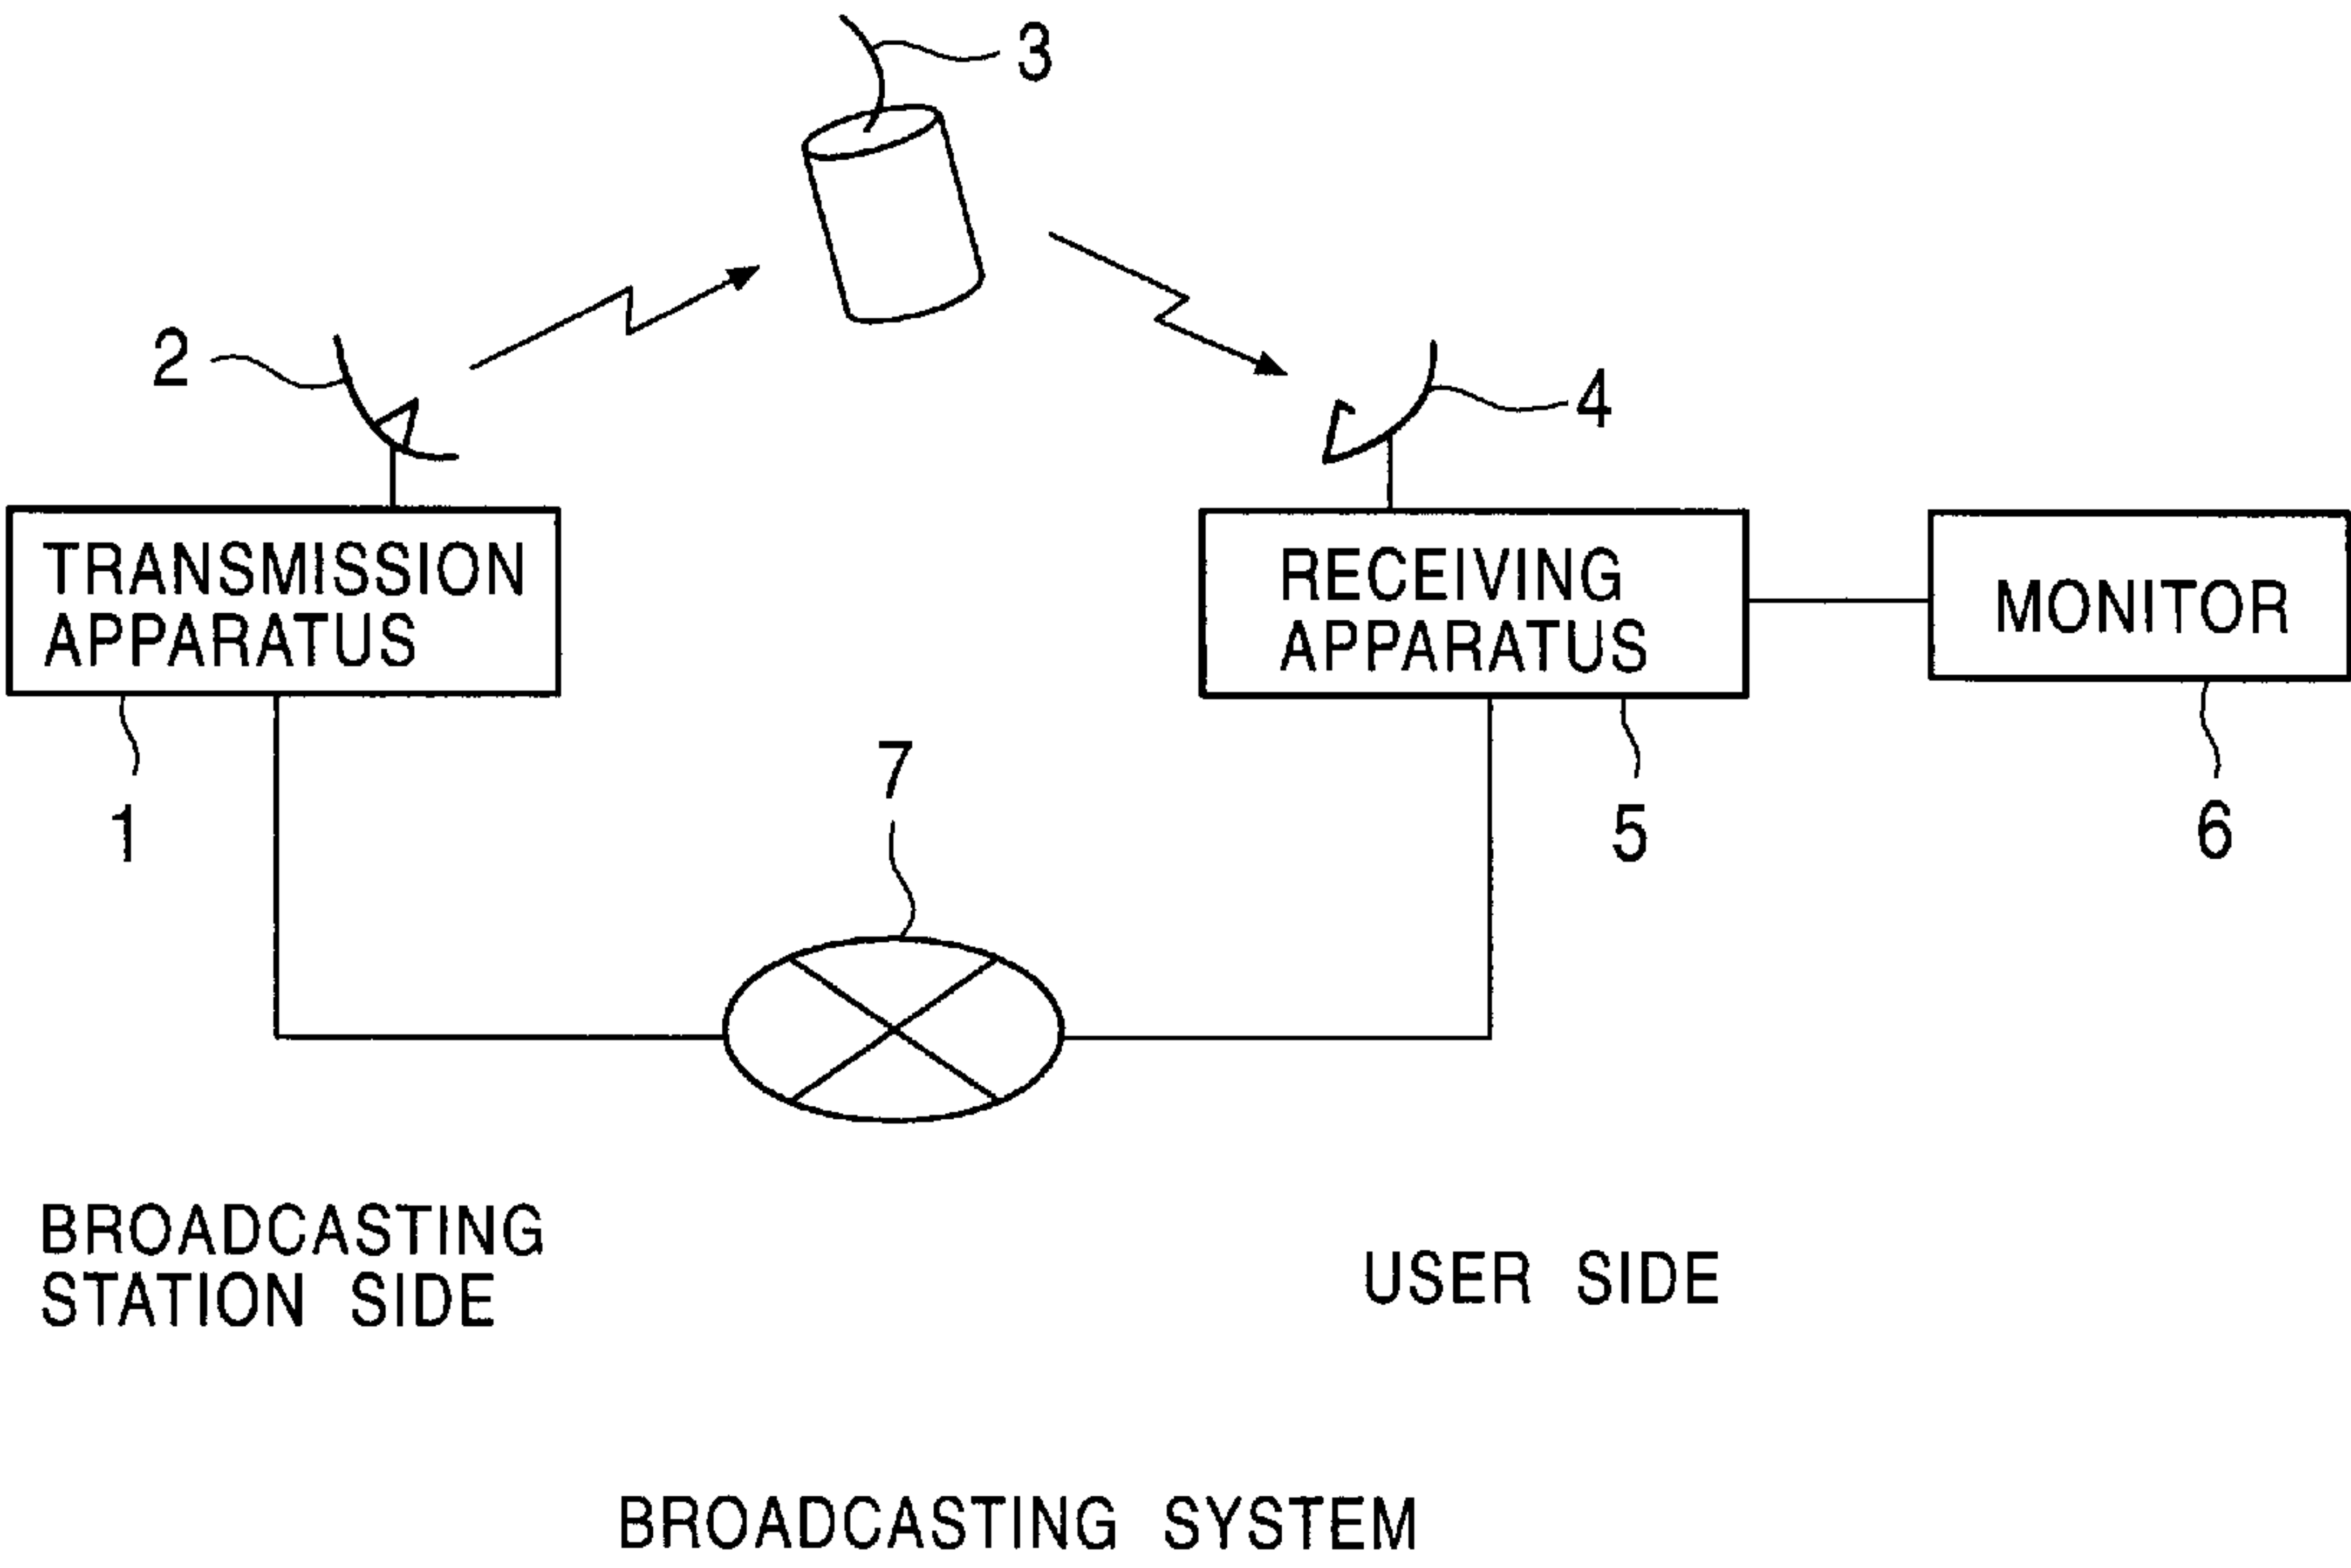 3
2
4
TRANSMISSION
APPARATUS
RECEIVING
APPARATUS
MONITOR
7
1
5
6
BROADCASTING
STATION SIDE
USER SIDE
BROADCASTING SYSTEM